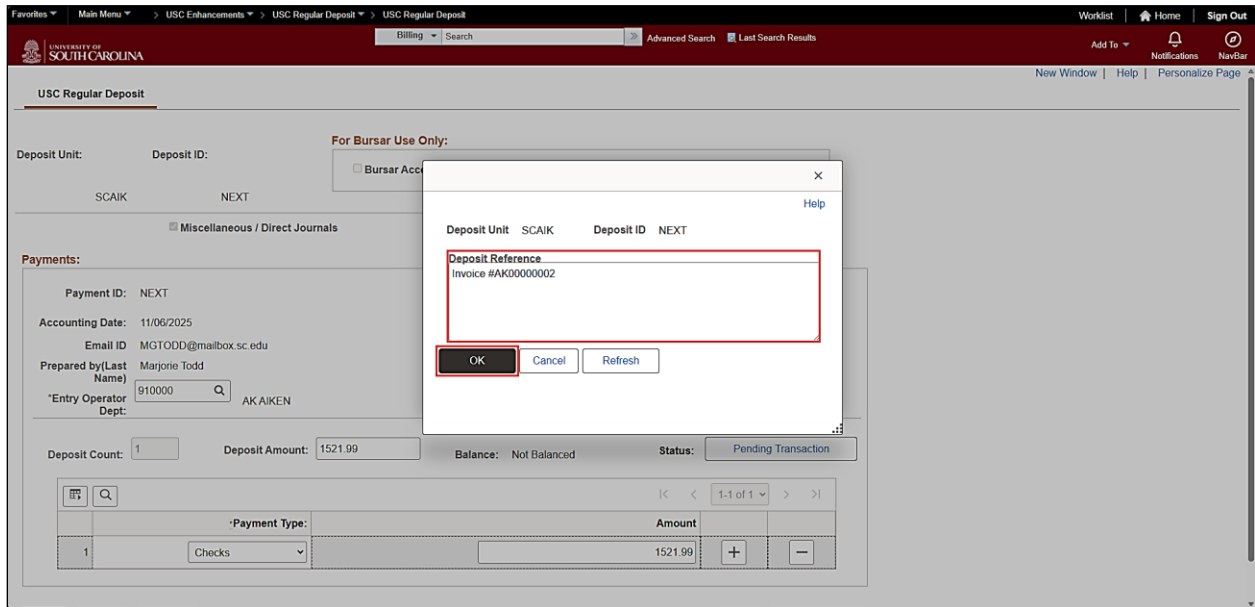 Favorites Main Menu > USC Enhancements > USC Regular Deposit > USC Regular Deposit Worklist Home Sign Out
UNIVERSITY OF
SOUTH CAROLINA
Billing Search Advanced Search Last Search Results Add To Notifications NavBar
New Window | Help | Personalize Page
USC Regular Deposit
For Bursar Use Only:
Deposit Unit: Deposit ID:
Bursar Acce
SCAIK NEXT
Miscellaneous / Direct Journals
Help
Deposit Unit SCAIK Deposit ID NEXT
Deposit Reference
Invoice #AK00000002
OK Cancel Refresh
Payments:
Payment ID: NEXT
Accounting Date: 11/06/2025
Email ID MGTODD@mailbox.sc.edu
Prepared by(Last Marjorie Todd
Name)
*Entry Operator 910000 AK AIKEN
Dept:
Deposit Count: 1 Deposit Amount: 1521.99 Balance: Not Balanced Status: Pending Transaction
1-1 of 1
*Payment Type: Amount
1 Checks 1521.99